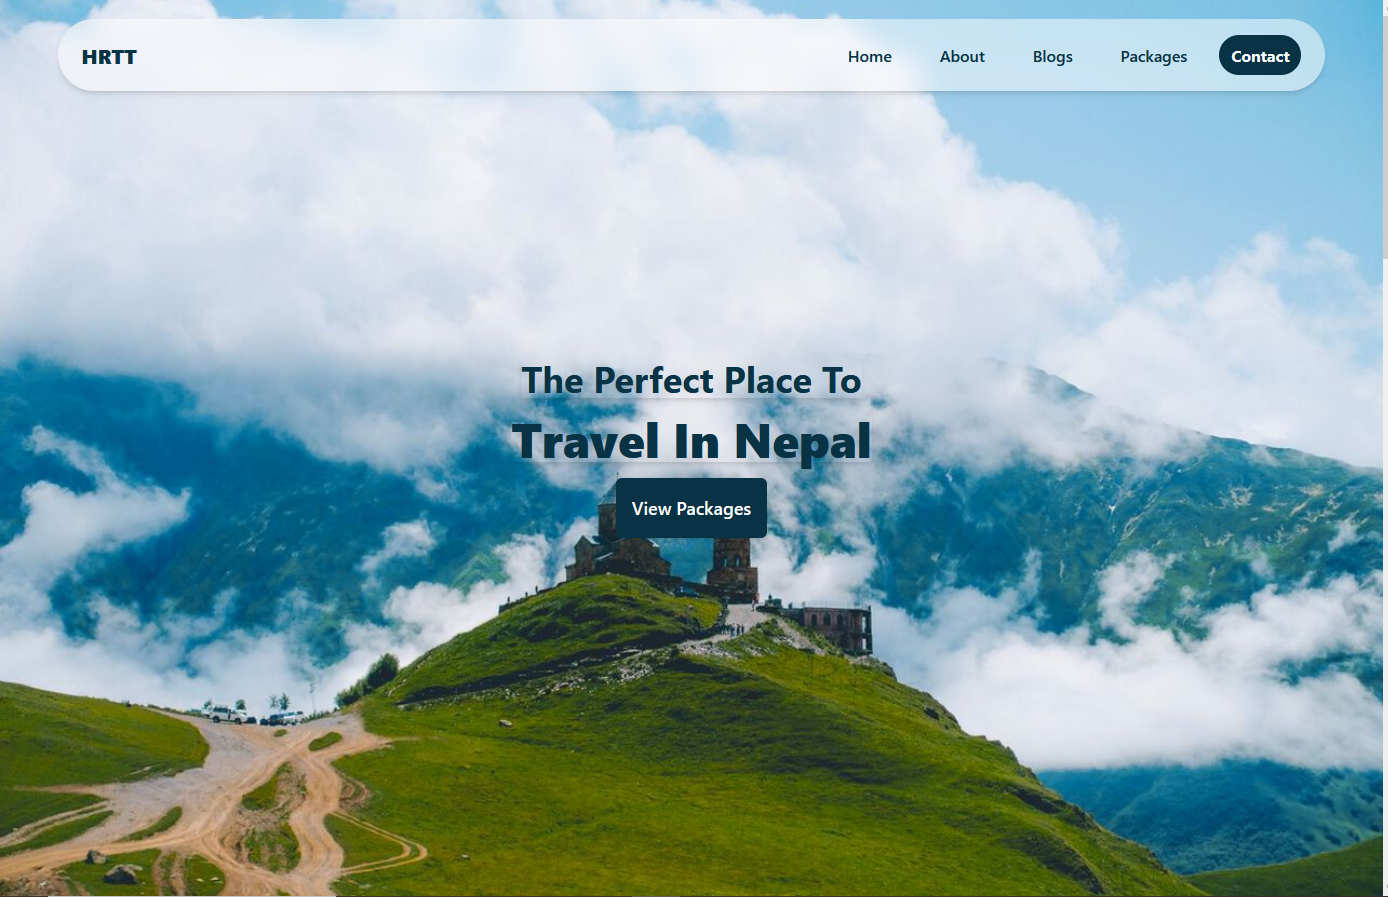 HRTT
Home
About
Blogs
Packages
Contact
The Perfect Place To
Travel In Nepal
View Packages